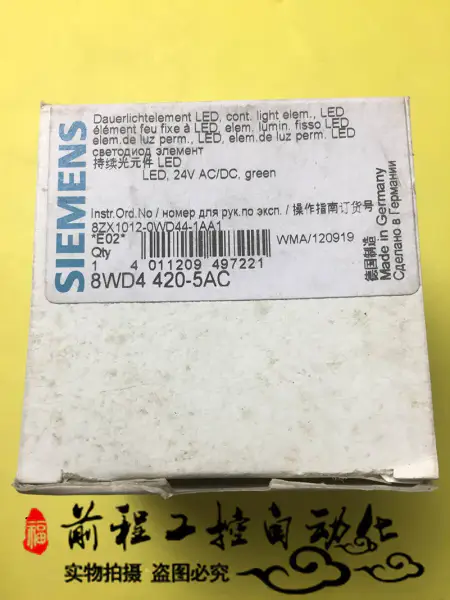 SIEMENS
Dauerlichtelement LED, cont. light elem., LED
élément feu fixe à LED, elem. lumin. fisso LED
elem.de luz perm., LED, elem.de luz perm. LED
светодиод элемент
持续光元件 LED
LED, 24V AC/DC, green
Instr.Ord.No / номер для рук.по эксп. / 操作指南订货号
8ZX1012-0WD44-1AA1
*E02*
WMA/120919
Qty
1 4 011209 497221
8WD4 420-5AC
德国制造
Made in Germany
Сделано в Германии
福
前程工控自动化
实物拍摄 盗图必究